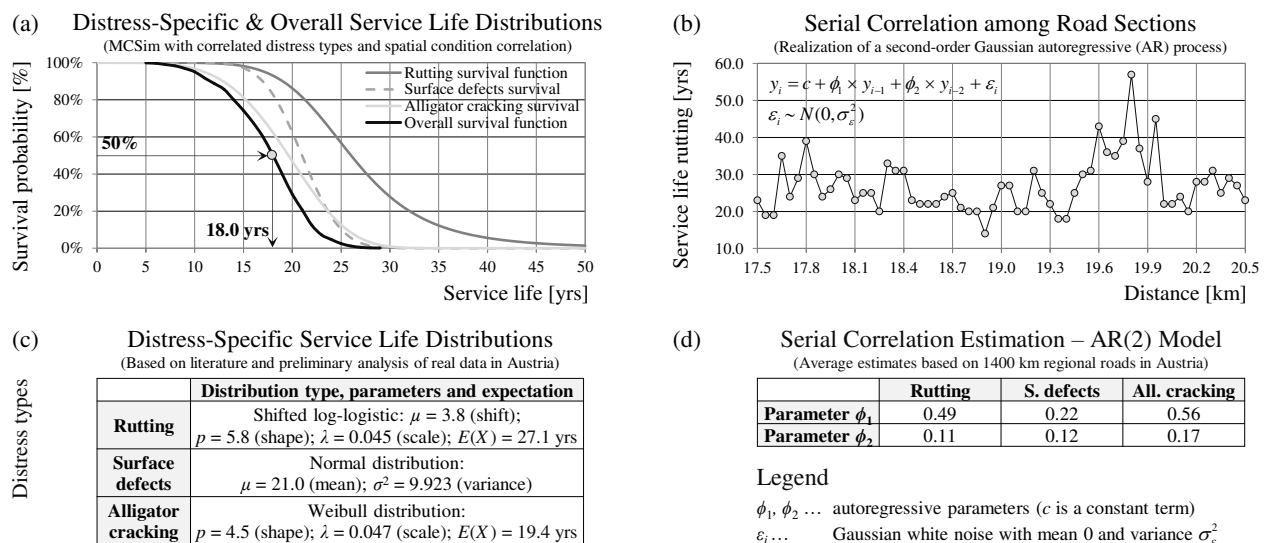 (a) Distress-Specific & Overall Service Life Distributions
(MCSim with correlated distress types and spatial condition correlation)
Survival probability [%]
100%
80%
60%
40%
20%
0%
Rutting survival function
Surface defects survival
Alligator cracking survival
Overall survival function
50%
18.0 yrs
0 5 10 15 20 25 30 35 40 45 50
Service life [yrs]
(b) Serial Correlation among Road Sections
(Realization of a second-order Gaussian autoregressive (AR) process)
Service life rutting [yrs]
60.0
50.0
40.0
30.0
20.0
10.0
y_i = c + ϕ_1 × y_{i−1} + ϕ_2 × y_{i−2} + ε_i
ε_i ~ N(0, σ_ε^2)
17.5 17.8 18.1 18.4 18.7 19.0 19.3 19.6 19.9 20.2 20.5
Distance [km]
(c) Distress-Specific Service Life Distributions
(Based on literature and preliminary analysis of real data in Austria)
Distress types
Distribution type, parameters and expectation
Rutting
Shifted log-logistic: μ = 3.8 (shift);
p = 5.8 (shape); λ = 0.045 (scale); E(X) = 27.1 yrs
Surface
defects
Normal distribution:
μ = 21.0 (mean); σ² = 9.923 (variance)
Alligator
cracking
Weibull distribution:
p = 4.5 (shape); λ = 0.047 (scale); E(X) = 19.4 yrs
(d) Serial Correlation Estimation – AR(2) Model
(Average estimates based on 1400 km regional roads in Austria)
Rutting S. defects All. cracking
Parameter ϕ₁ 0.49 0.22 0.56
Parameter ϕ₂ 0.11 0.12 0.17
Legend
ϕ₁, ϕ₂ … autoregressive parameters (c is a constant term)
ε_i … Gaussian white noise with mean 0 and variance σ_ε^2